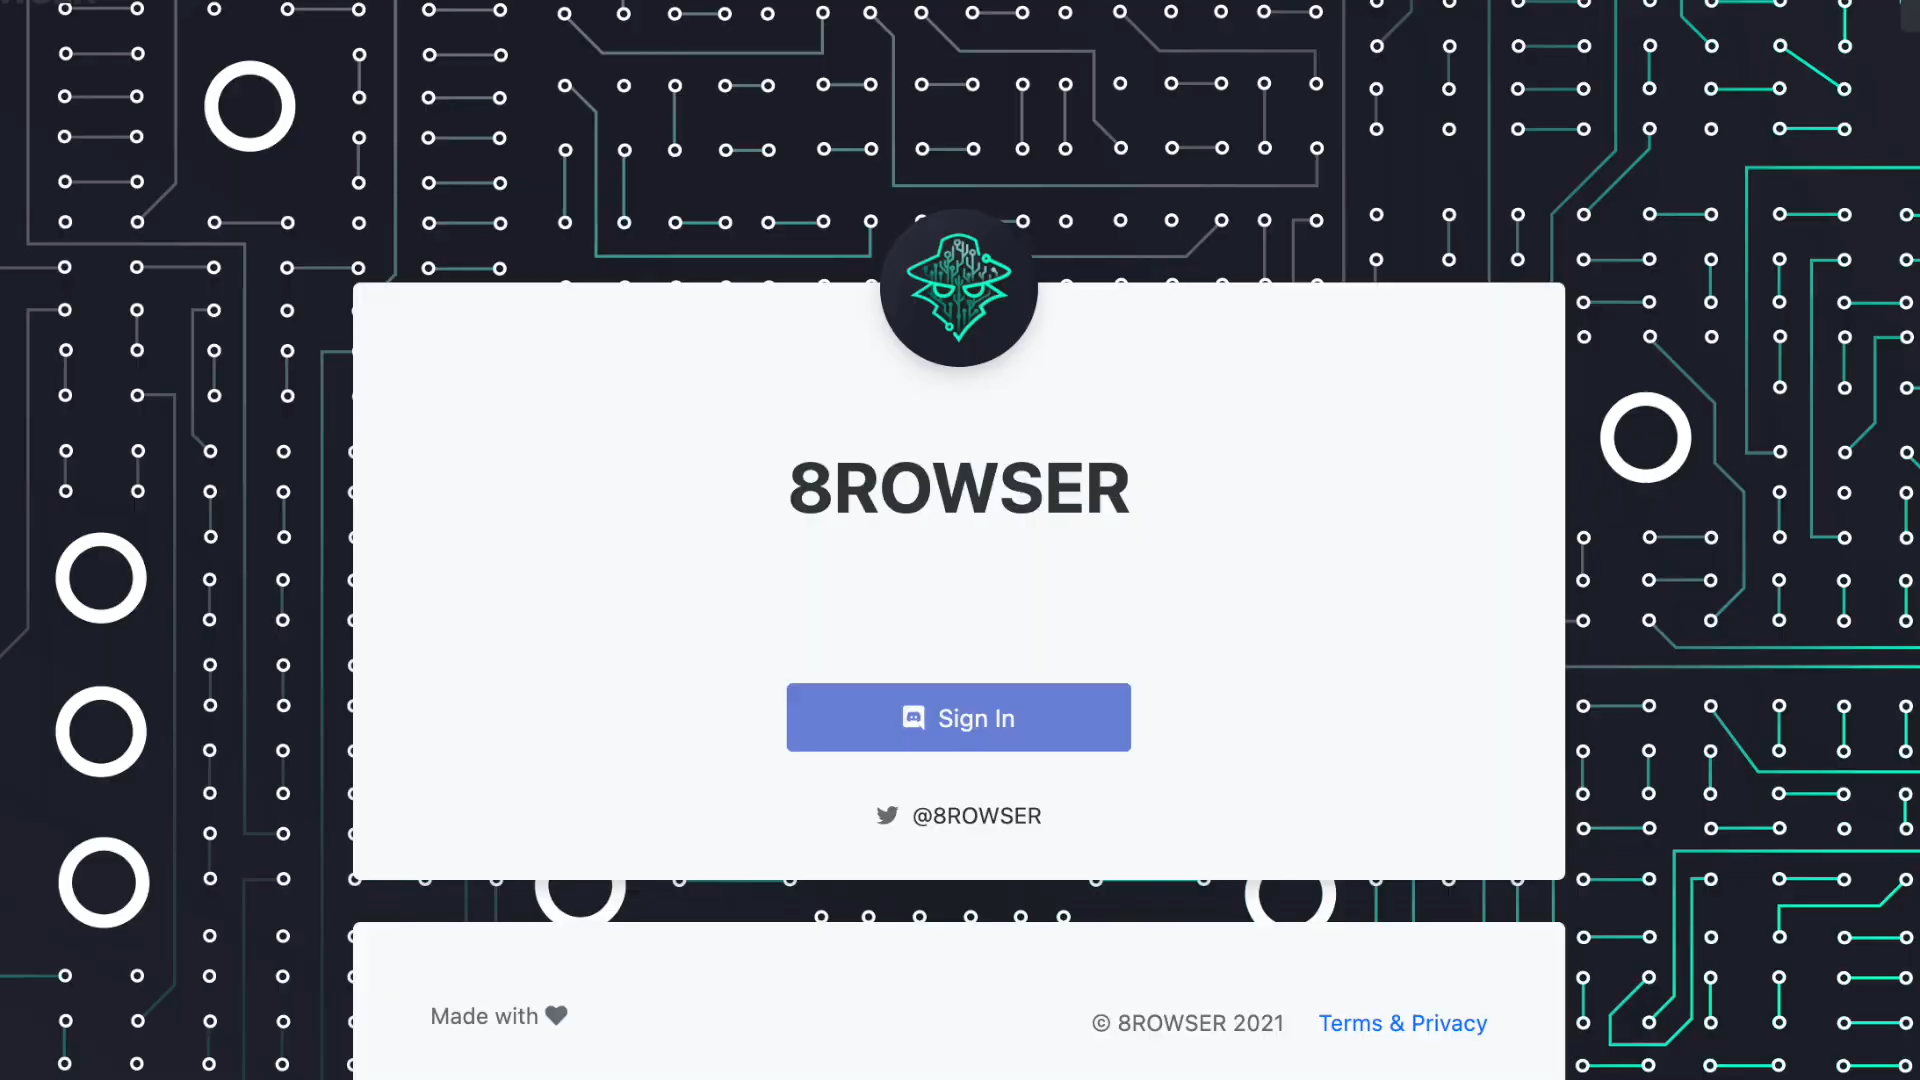 8ROWSER
Sign In
@8ROWSER
Made with
© 8ROWSER 2021 Terms & Privacy